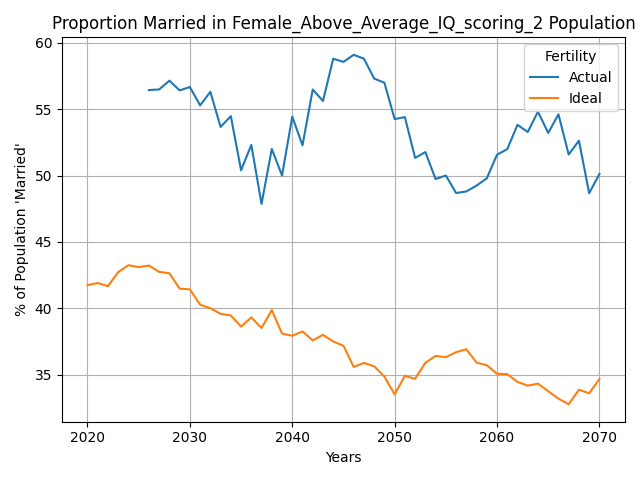 Proportion Married in Female_Above_Average_IQ_scoring_2 Population
Fertility
Actual
Ideal
% of Population 'Married'
60
55
50
45
40
35
2020 2030 2040 2050 2060 2070
Years